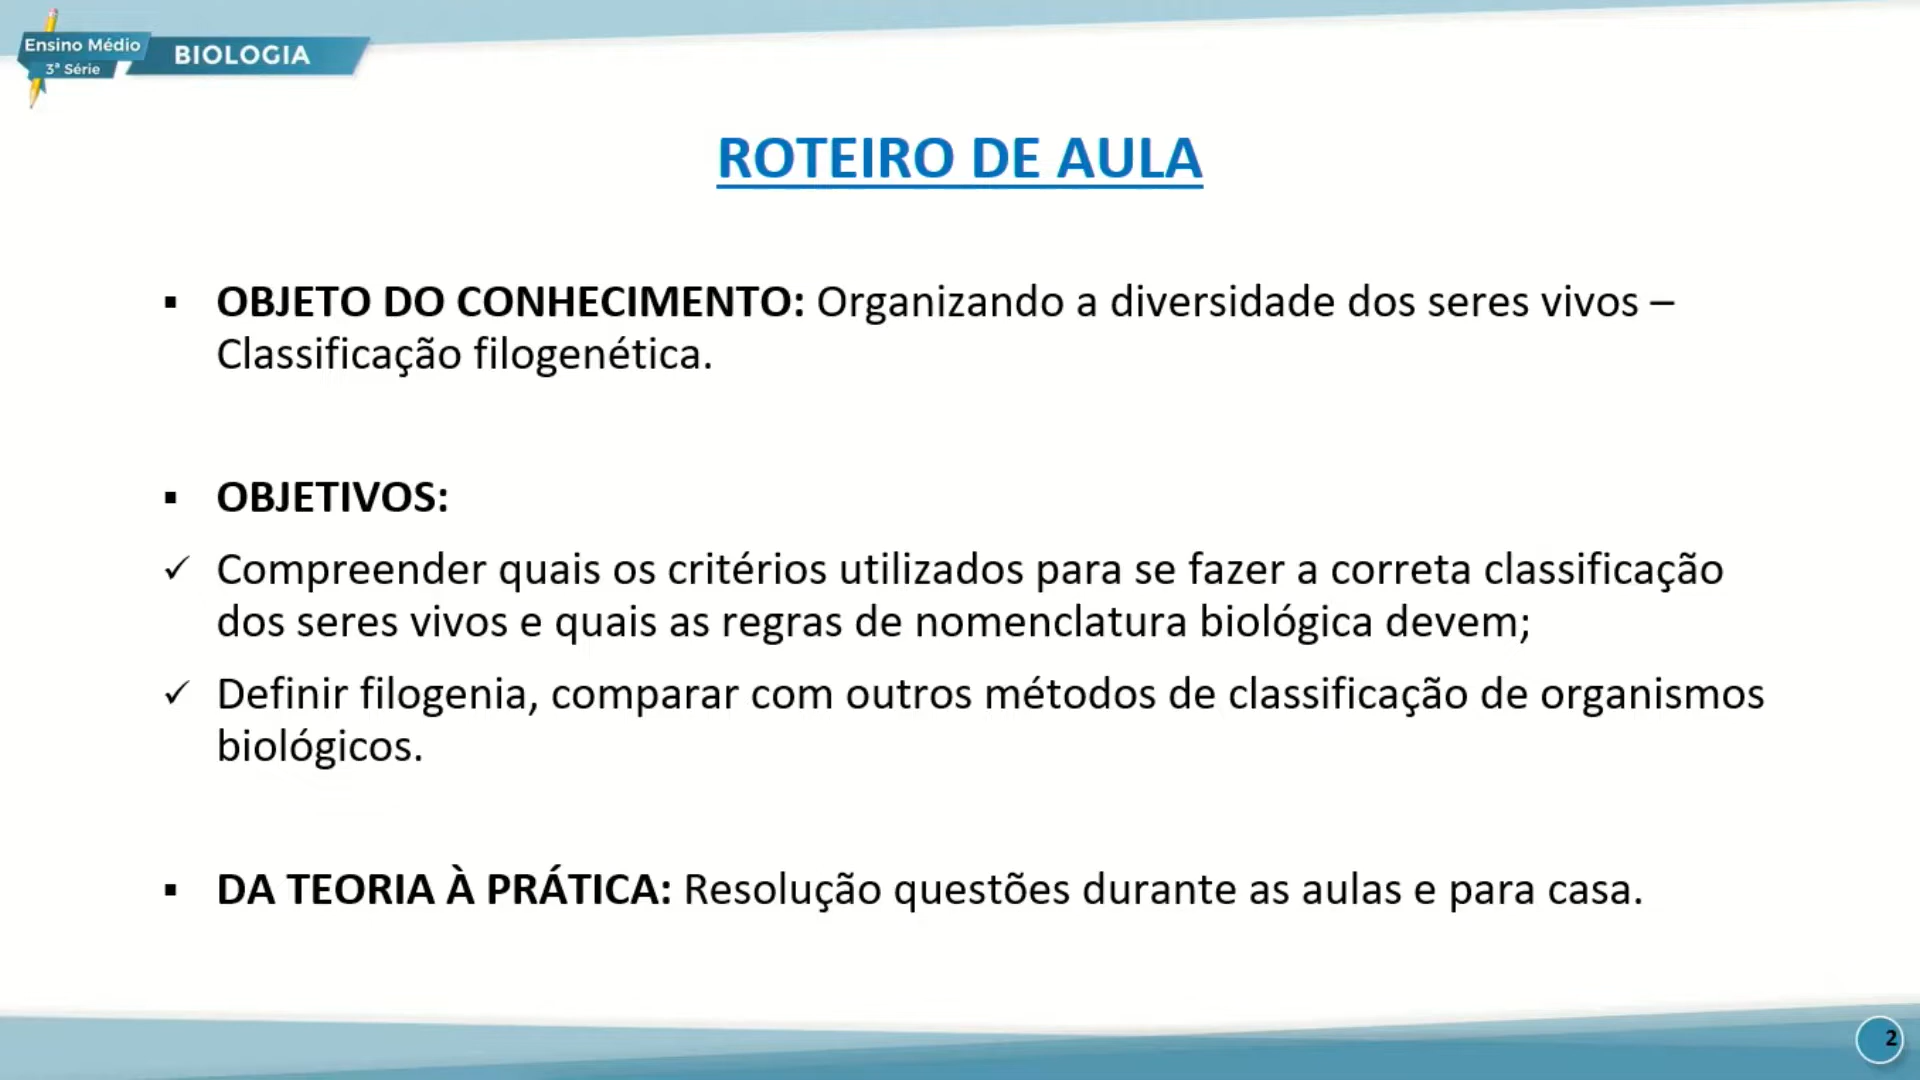 Ensino Médio
3ª Série
BIOLOGIA
ROTEIRO DE AULA
▪ OBJETO DO CONHECIMENTO: Organizando a diversidade dos seres vivos –
Classificação filogenética.
▪ OBJETIVOS:
✓ Compreender quais os critérios utilizados para se fazer a correta classificação
dos seres vivos e quais as regras de nomenclatura biológica devem;
✓ Definir filogenia, comparar com outros métodos de classificação de organismos
biológicos.
▪ DA TEORIA À PRÁTICA: Resolução questões durante as aulas e para casa.
2